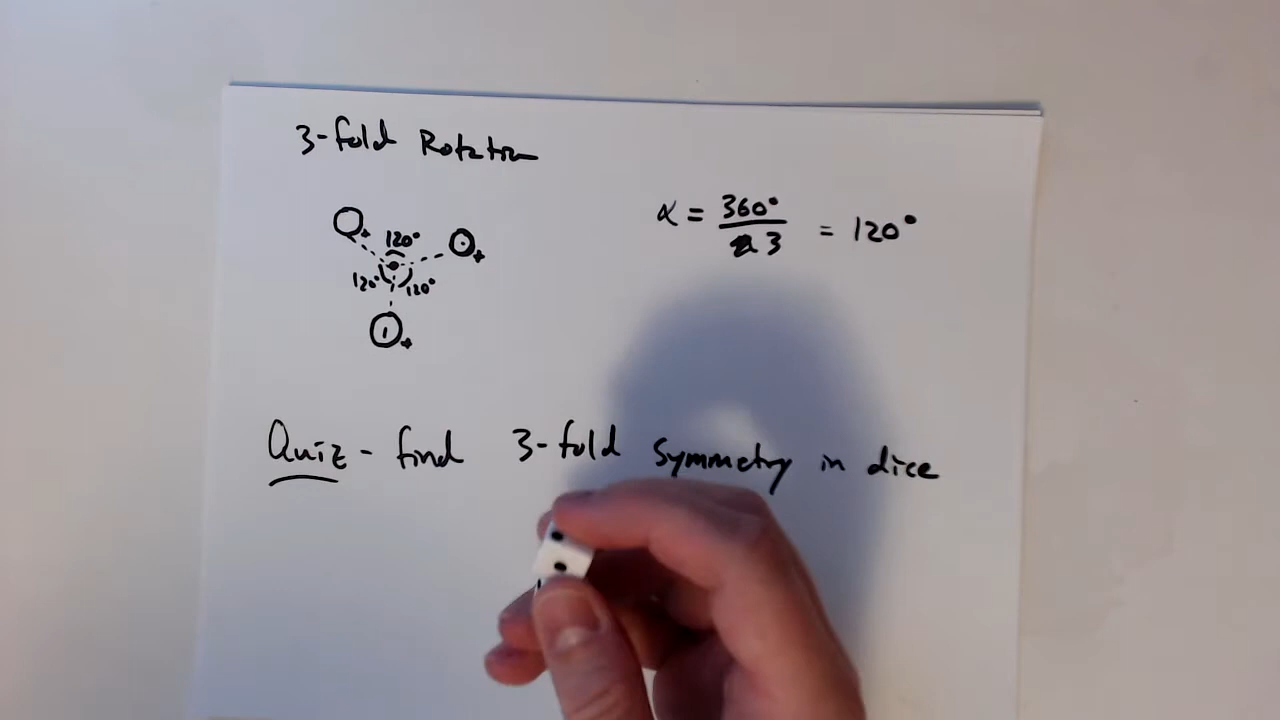 3-fold Rotation
α = 360° / 3 = 120°
+ 120° +
120° 120°
+
Quiz - find 3-fold symmetry in dice